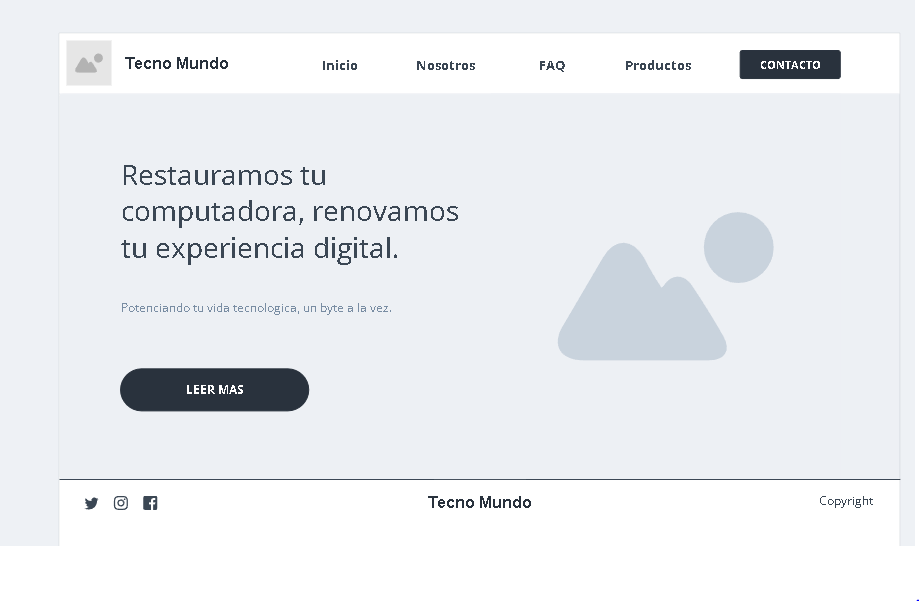 Tecno Mundo
Inicio
Nosotros
FAQ
Productos
CONTACTO
Restauramos tu
computadora, renovamos
tu experiencia digital.
Potenciando tu vida tecnologica, un byte a la vez.
LEER MAS
Tecno Mundo
Copyright